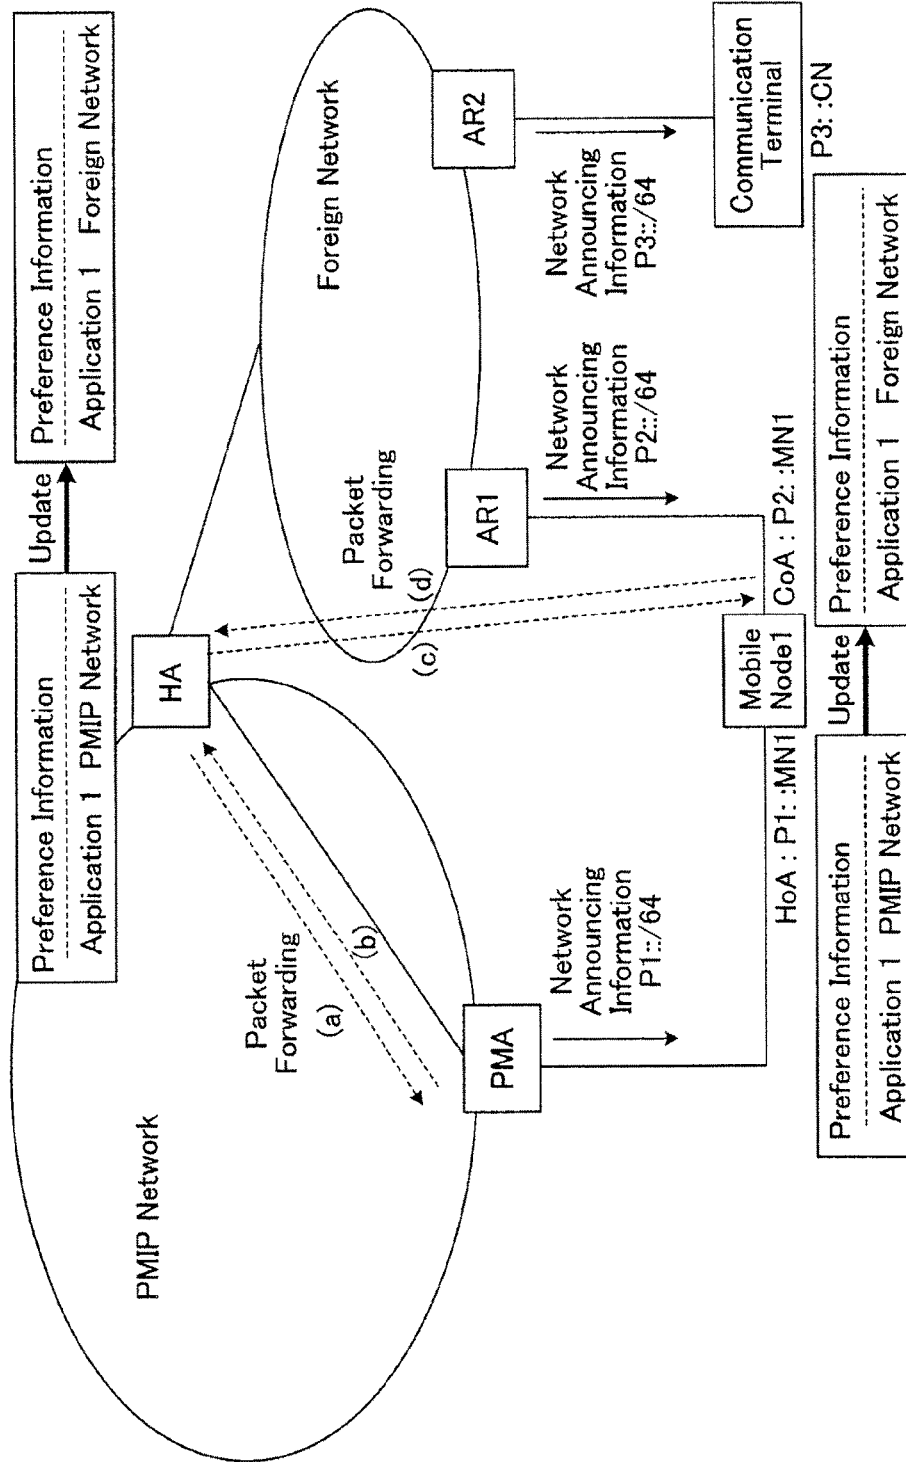 Preference Information
Application 1 PMIP Network
Update
Preference Information
Application 1 Foreign Network
HA
PMIP Network
Foreign Network
Packet
Forwarding
(a)
(b)
Packet
Forwarding
(c)
(d)
PMA
AR1
AR2
Network
Announcing
Information
P1::/64
Network
Announcing
Information
P2::/64
Network
Announcing
Information
P3::/64
Mobile
Node1
HoA : P1: :MN1
CoA : P2: :MN1
Communication
Terminal
P3: :CN
Preference Information
Application 1 PMIP Network
Update
Preference Information
Application 1 Foreign Network